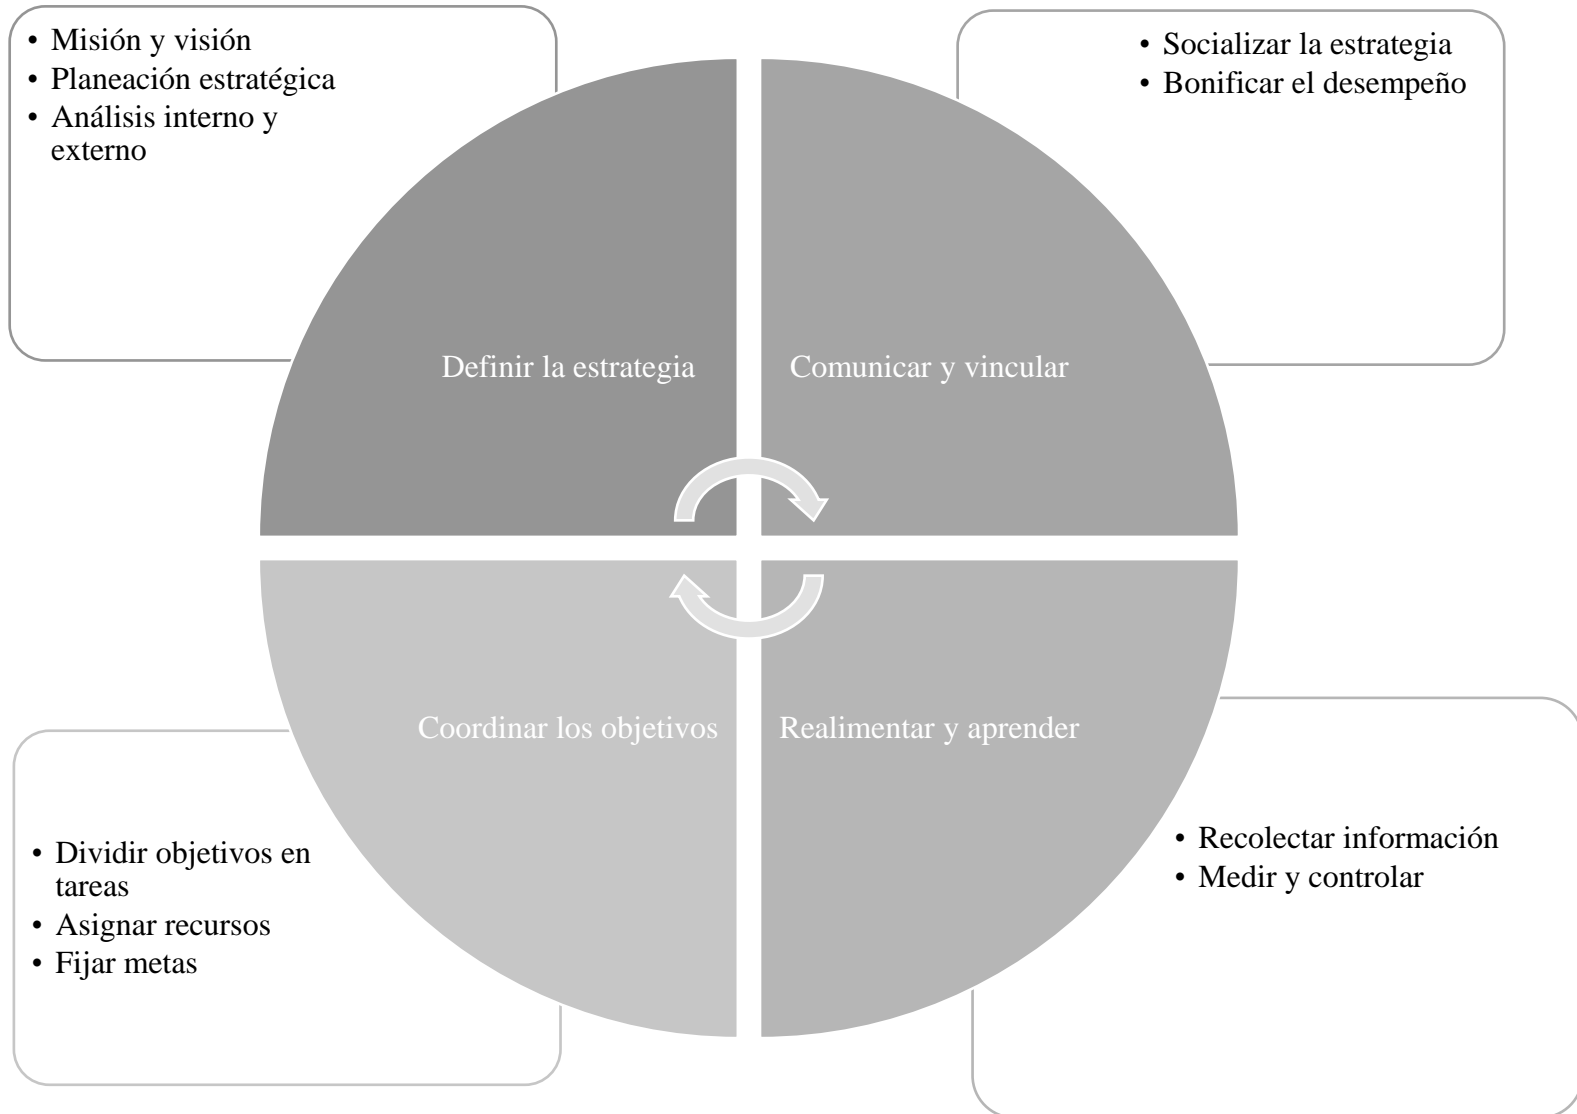 • Misión y visión
• Planeación estratégica
• Análisis interno y
externo
• Socializar la estrategia
• Bonificar el desempeño
Definir la estrategia
Comunicar y vincular
Coordinar los objetivos
Realimentar y aprender
• Dividir objetivos en
tareas
• Asignar recursos
• Fijar metas
• Recolectar información
• Medir y controlar